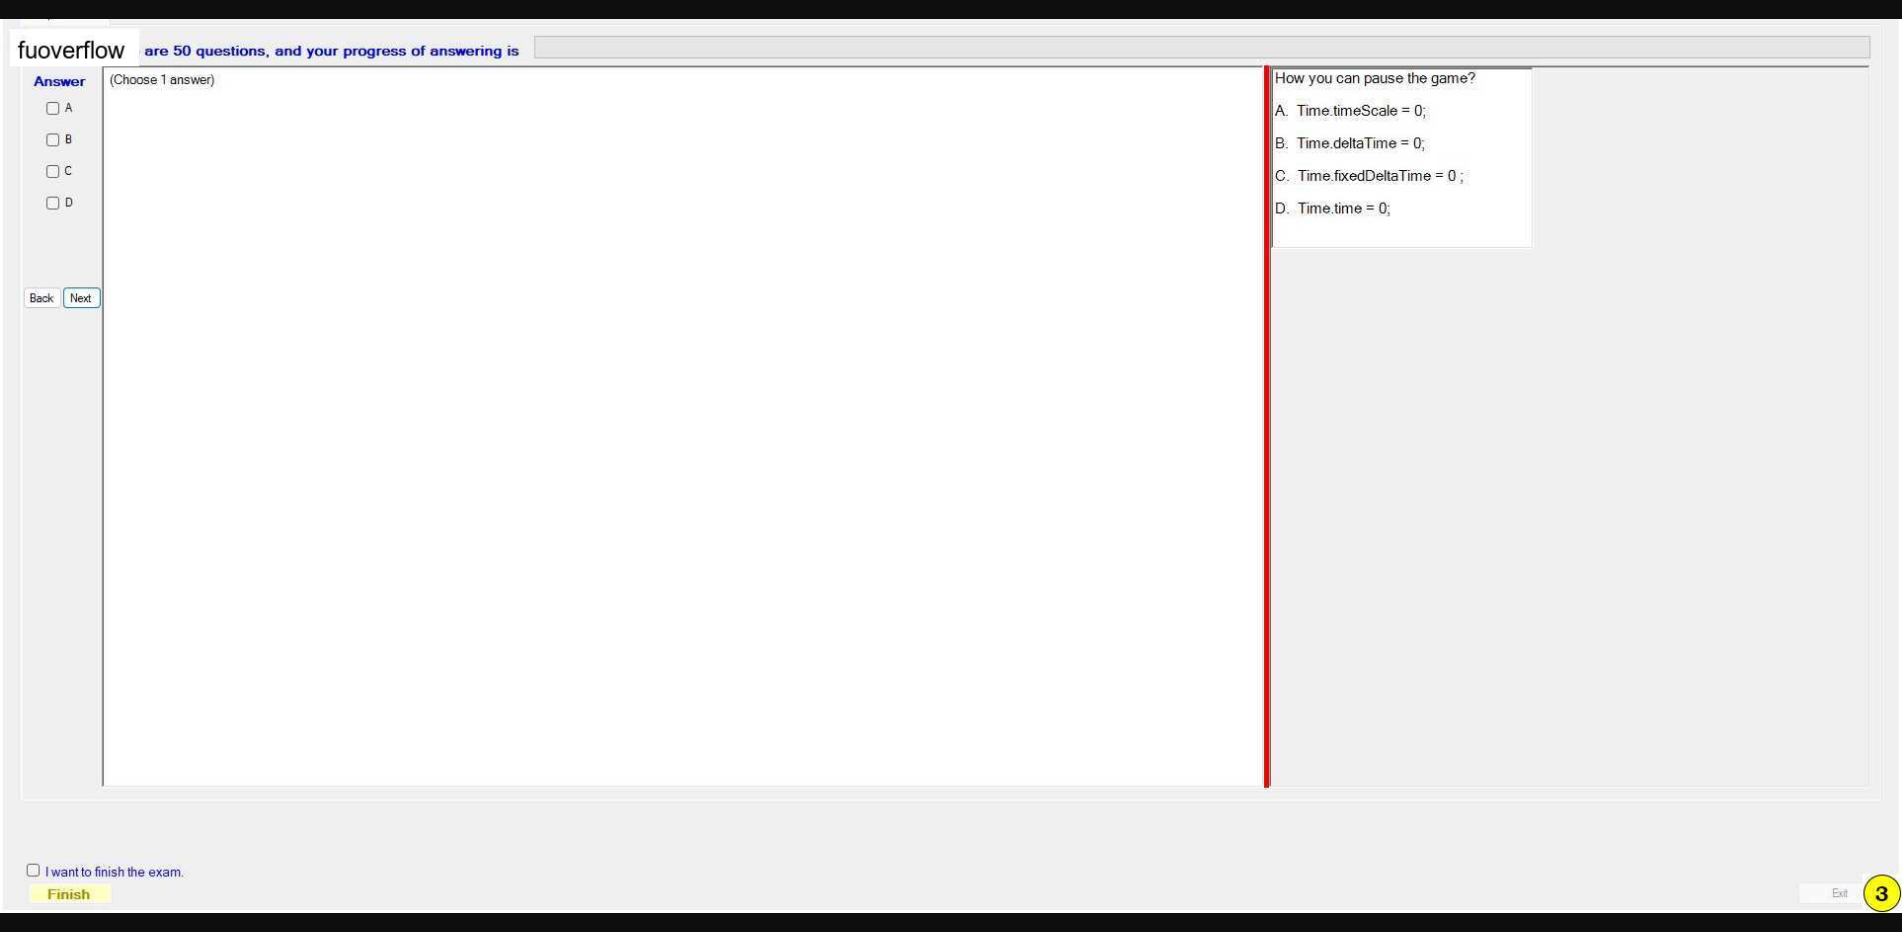 fuoverflow are 50 questions, and your progress of answering is
Answer
(Choose 1 answer)
A
B
C
D
Back Next
How you can pause the game?
A. Time.timeScale = 0;
B. Time.deltaTime = 0;
C. Time.fixedDeltaTime = 0 ;
D. Time.time = 0;
I want to finish the exam.
Finish
Exit
3